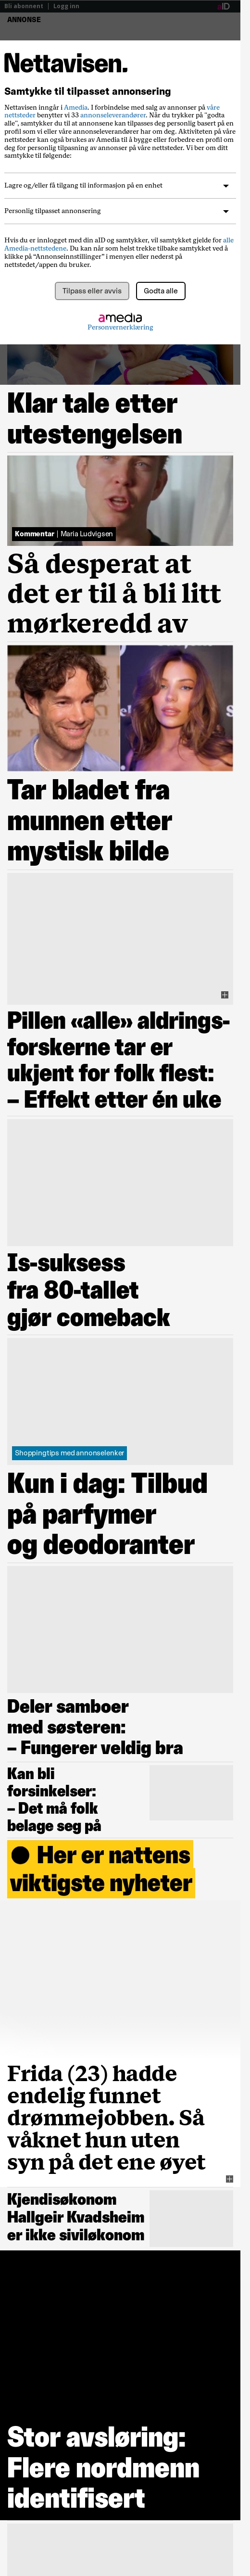 Bli abonnent | Logg inn
aID
ANNONSE
Nettavisen.
Samtykke til tilpasset annonsering
Nettavisen inngår i Amedia. I forbindelse med salg av annonser på våre
nettsteder benytter vi 33 annonseleverandører. Når du trykker på "godta
alle", samtykker du til at annonsene kan tilpasses deg personlig basert på en
profil som vi eller våre annonseleverandører har om deg. Aktiviteten på våre
nettsteder kan også brukes av Amedia til å bygge eller forbedre en profil om
deg for personlig tilpasning av annonser på våre nettsteder. Vi ber om ditt
samtykke til følgende:
Lagre og/eller få tilgang til informasjon på en enhet
Personlig tilpasset annonsering
Hvis du er innlogget med din aID og samtykker, vil samtykket gjelde for alle
Amedia-nettstedene. Du kan når som helst trekke tilbake samtykket ved å
klikke på “Annonseinnstillinger” i menyen eller nederst på
nettstedet/appen du bruker.
Tilpass eller avvis
Godta alle
amedia
Personvernerklæring
Klar tale etter
utestengelsen
Kommentar | Maria Ludvigsen
Så desperat at
det er til å bli litt
mørkeredd av
Tar bladet fra
munnen etter
mystisk bilde
Pillen «alle» aldrings-
forskerne tar er
ukjent for folk flest:
– Effekt etter én uke
Is-suksess
fra 80-tallet
gjør comeback
Shoppingtips med annonselenker
Kun i dag: Tilbud
på parfymer
og deodoranter
Deler samboer
med søsteren:
– Fungerer veldig bra
Kan bli
forsinkelser:
– Det må folk
belage seg på
● Her er nattens
viktigste nyheter
Frida (23) hadde
endelig funnet
drømmejobben. Så
våknet hun uten
syn på det ene øyet
Kjendisøkonom
Hallgeir Kvadsheim
er ikke siviløkonom
Stor avsløring:
Flere nordmenn
identifisert